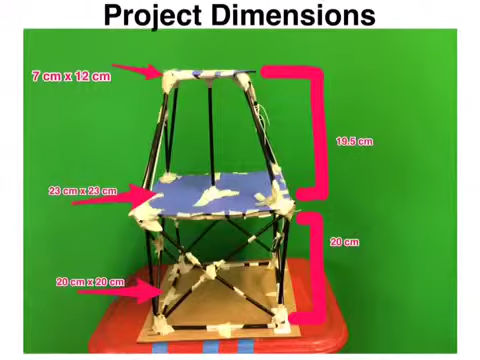 Project Dimensions
7 cm x 12 cm
19.5 cm
23 cm x 23 cm
20 cm
20 cm x 20 cm